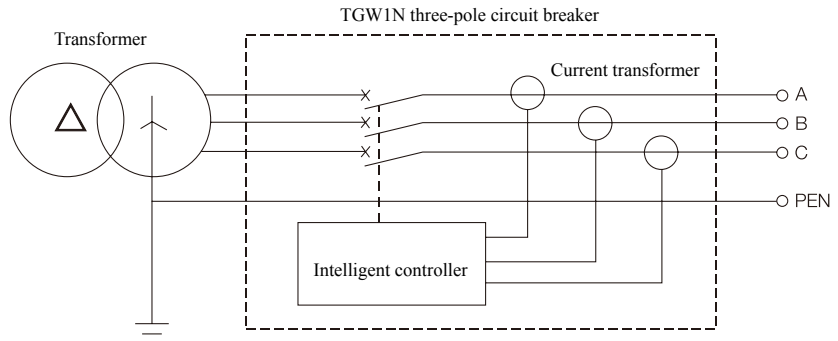 TGW1N three-pole circuit breaker
Transformer
Current transformer
A
B
C
PEN
Intelligent controller